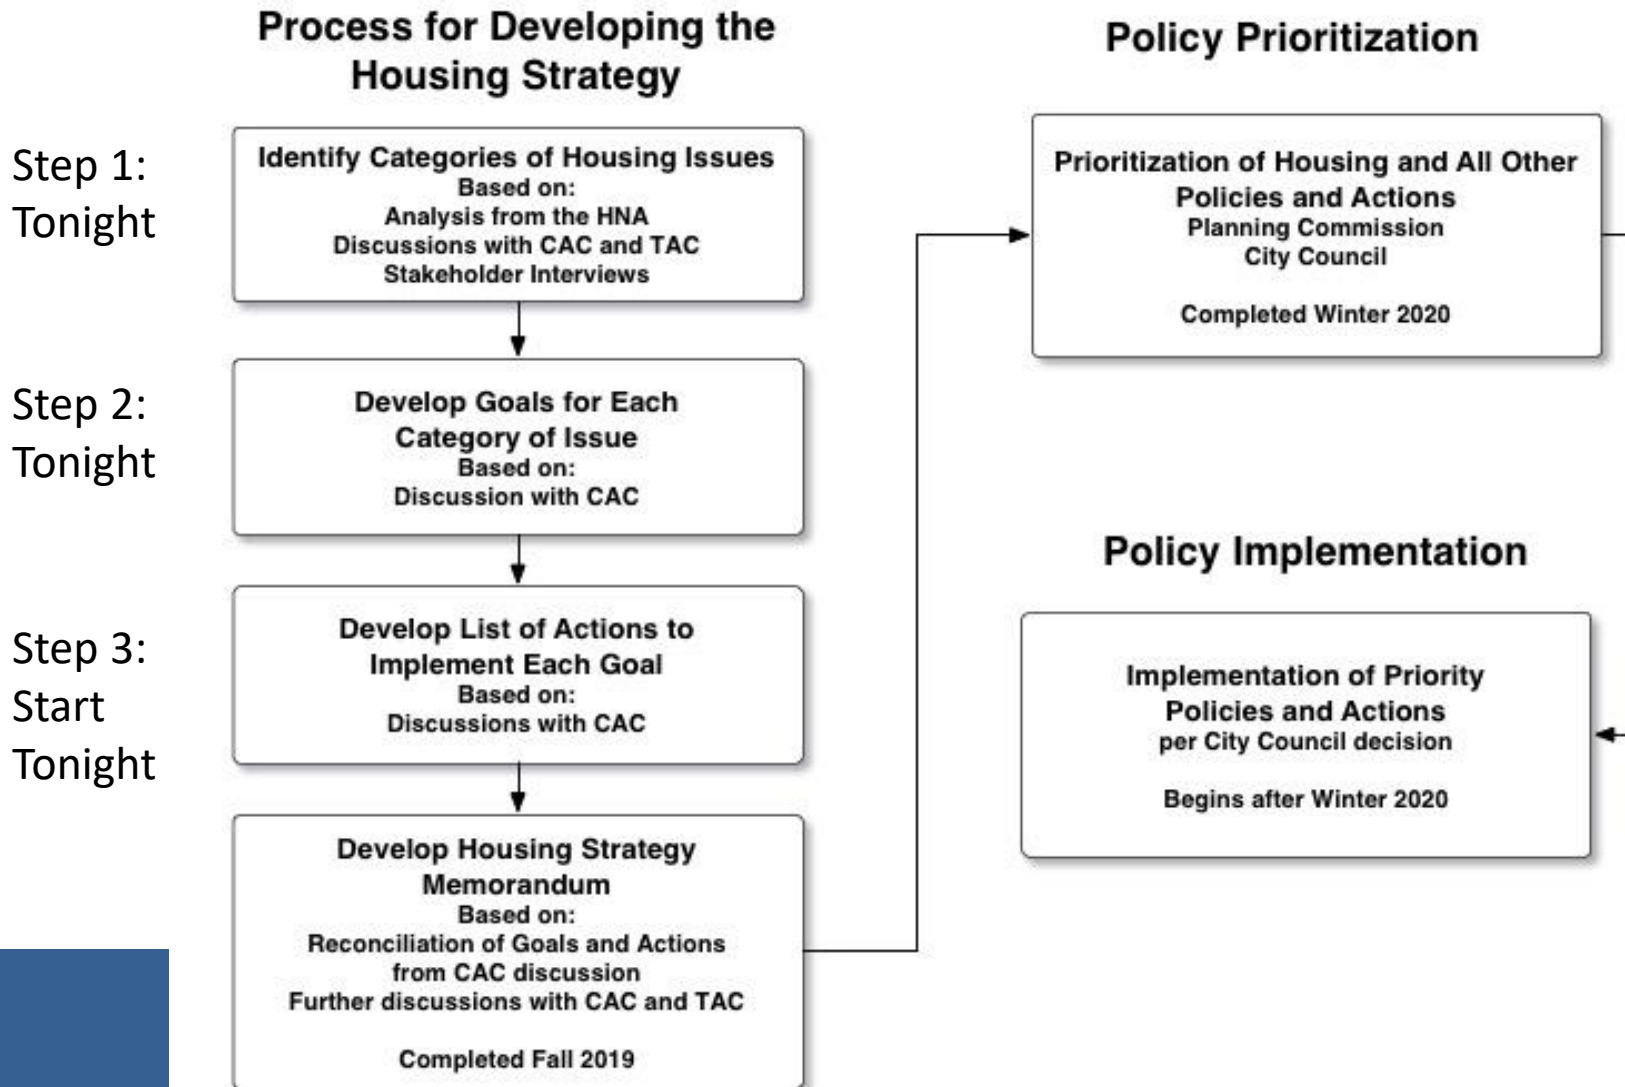 Process for Developing the
Housing Strategy
Step 1:
Tonight
Identify Categories of Housing Issues
Based on:
Analysis from the HNA
Discussions with CAC and TAC
Stakeholder Interviews
Step 2:
Tonight
Develop Goals for Each
Category of Issue
Based on:
Discussion with CAC
Step 3:
Start
Tonight
Develop List of Actions to
Implement Each Goal
Based on:
Discussions with CAC
Develop Housing Strategy
Memorandum
Based on:
Reconciliation of Goals and Actions
from CAC discussion
Further discussions with CAC and TAC
Completed Fall 2019
Policy Prioritization
Prioritization of Housing and All Other
Policies and Actions
Planning Commission
City Council
Completed Winter 2020
Policy Implementation
Implementation of Priority
Policies and Actions
per City Council decision
Begins after Winter 2020